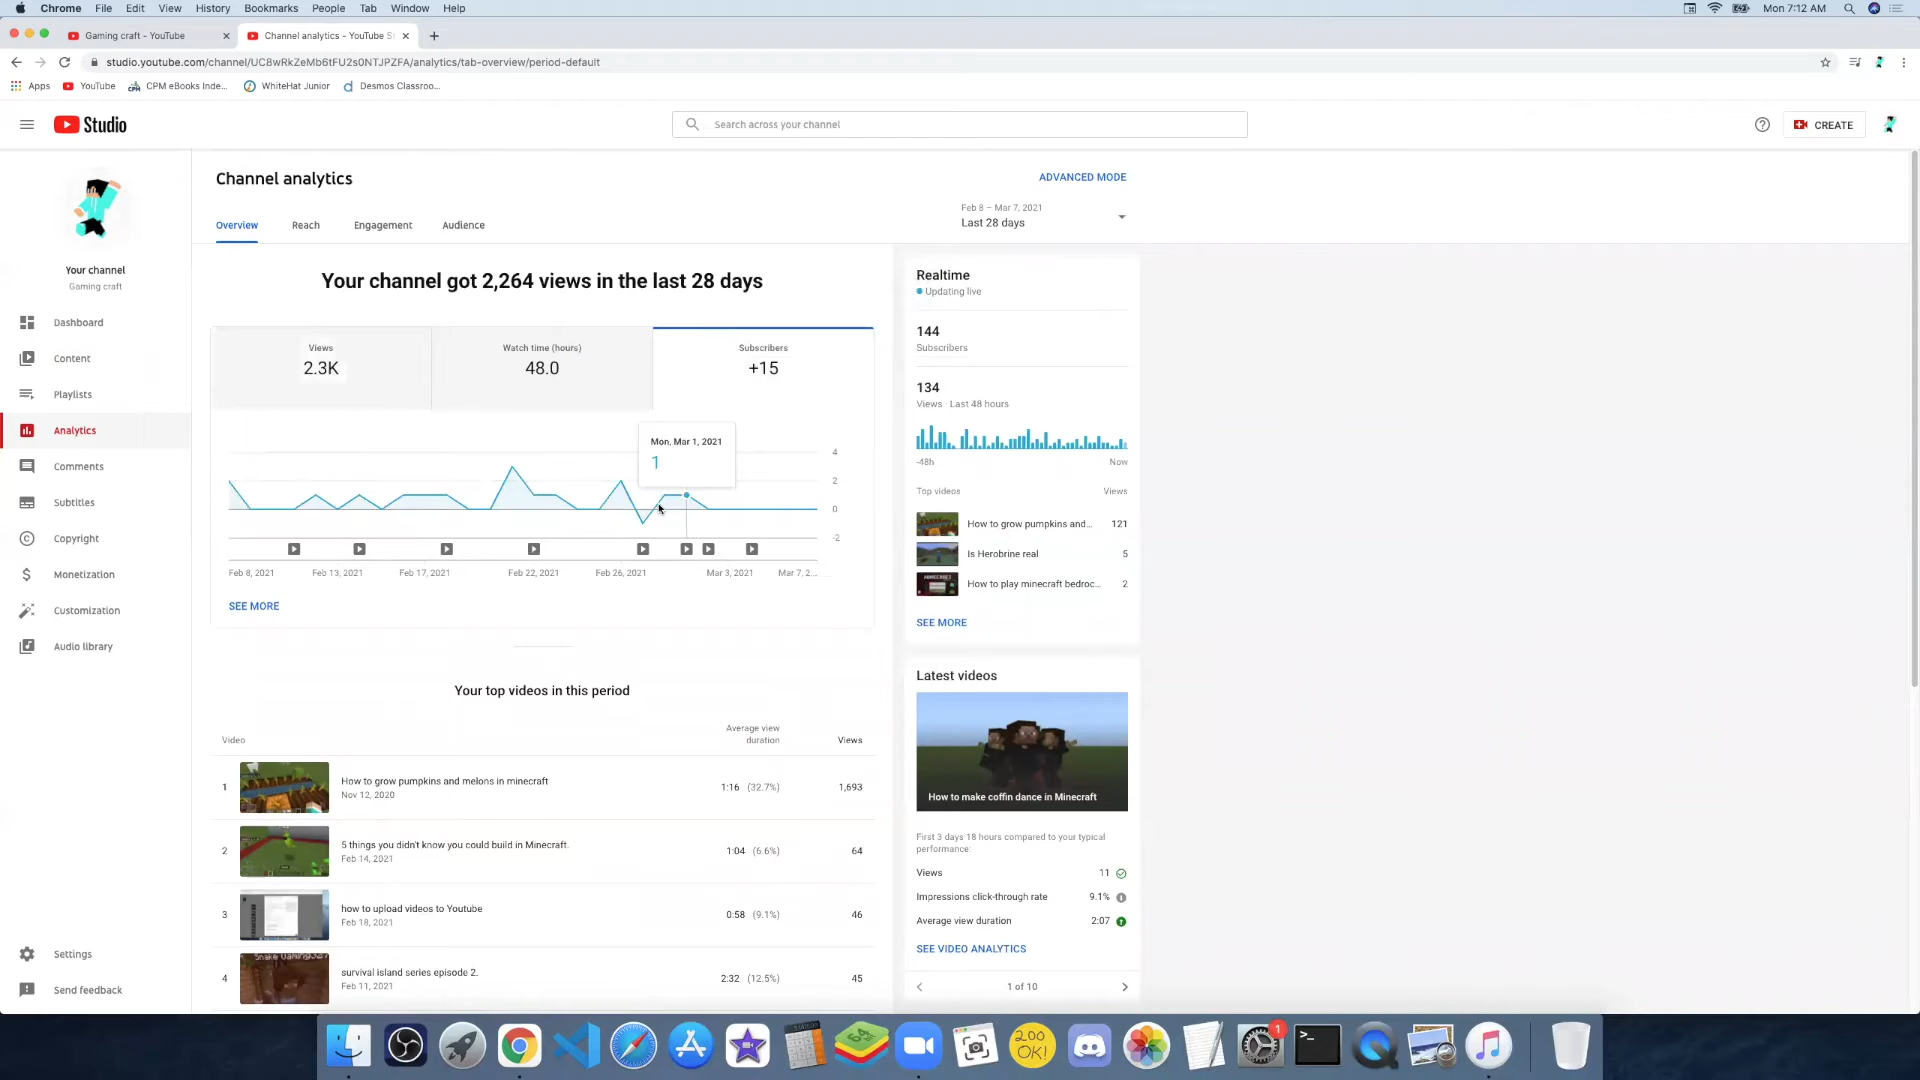 Chrome File Edit View History Bookmarks People Tab Window Help
Mon 7:12 AM
Gaming craft - YouTube
Channel analytics - YouTube S
studio.youtube.com/channel/UC8wRkZeMb6tFU2s0NTJPZFA/analytics/tab-overview/period-default
Apps YouTube CPM eBooks Inde... WhiteHat Junior Desmos Classroo...
Studio
Search across your channel
CREATE
Your channel
Gaming craft
Dashboard
Content
Playlists
Analytics
Comments
Subtitles
Copyright
Monetization
Customization
Audio library
Settings
Send feedback
Channel analytics
ADVANCED MODE
Overview Reach Engagement Audience
Feb 8 – Mar 7, 2021
Last 28 days
Your channel got 2,264 views in the last 28 days
Views
2.3K
Watch time (hours)
48.0
Subscribers
+15
Mon, Mar 1, 2021
1
4
2
0
-2
Feb 8, 2021 Feb 13, 2021 Feb 17, 2021 Feb 22, 2021 Feb 26, 2021 Mar 3, 2021 Mar 7, 2...
SEE MORE
Your top videos in this period
Video Average view duration Views
1 How to grow pumpkins and melons in minecraft 1:16 (32.7%) 1,693
Nov 12, 2020
2 5 things you didn't know you could build in Minecraft. 1:04 (6.6%) 64
Feb 14, 2021
3 how to upload videos to Youtube 0:58 (9.1%) 46
Feb 18, 2021
4 survival island series episode 2. 2:32 (12.5%) 45
Feb 11, 2021
Realtime
Updating live
144
Subscribers
134
Views · Last 48 hours
-48h Now
Top videos Views
How to grow pumpkins and... 121
Is Herobrine real 5
How to play minecraft bedroc... 2
SEE MORE
Latest videos
How to make coffin dance in Minecraft
First 3 days 18 hours compared to your typical
performance:
Views 11
Impressions click-through rate 9.1%
Average view duration 2:07
SEE VIDEO ANALYTICS
1 of 10
200
OK!
1